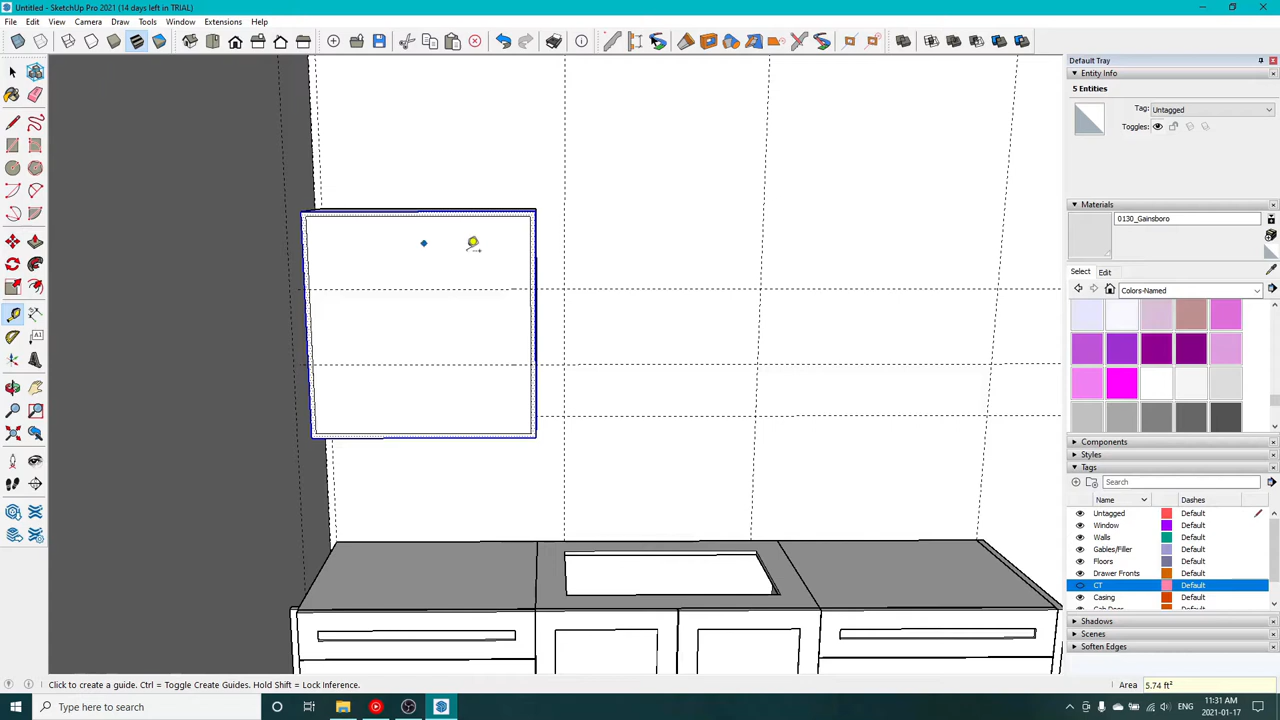 Untitled - SketchUp Pro 2021 (14 days left in TRIAL)
File Edit View Camera Draw Tools Window Extensions Help
Default Tray
Entity Info
5 Entities
Tag: Untagged
Toggles:
Materials
0130_Gainsboro
Select Edit
Colors-Named
Components
Styles
Tags
Search
Name Dashes
Untagged Default
Window Default
Walls Default
Gables/Filler Default
Floors Default
Drawer Fronts Default
CT Default
Casing Default
Cab Doors Default
Shadows
Scenes
Soften Edges
Click to create a guide. Ctrl = Toggle Create Guides. Hold Shift = Lock Inference.
Area 5.74 ft²
Type here to search
ENG
11:31 AM
2021-01-17